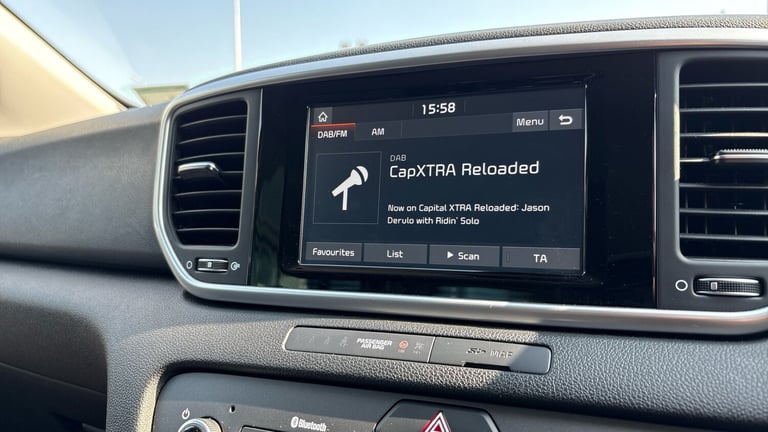 15:58
Menu
DAB/FM
AM
DAB
CapXTRA Reloaded
Now on Capital XTRA Reloaded: Jason
Derulo with Ridin' Solo
Favourites
List
Scan
TA
PASSENGER
AIR BAG
MAP
Bluetooth